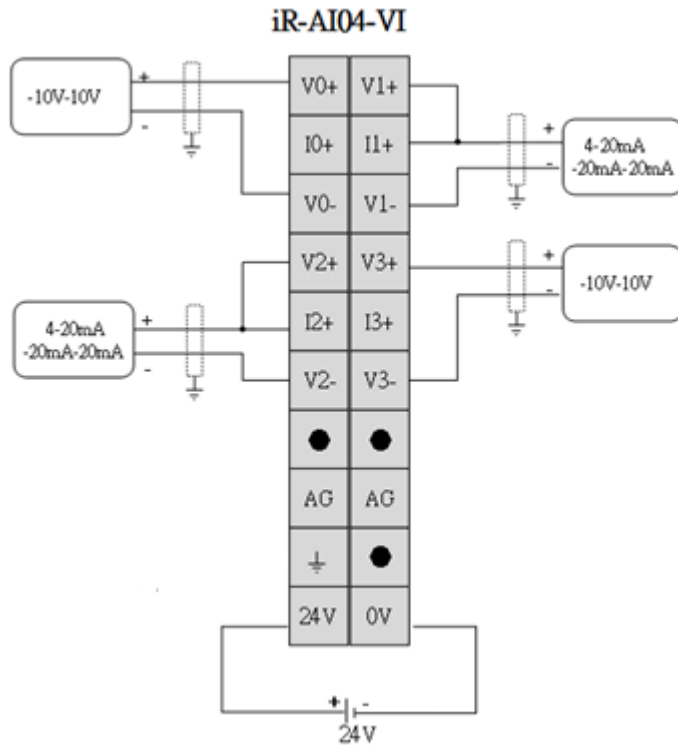 iR-AI04-VI
V0+ V1+
+
-10V-10V
-
I0+ I1+
+
4-20mA
-20mA-20mA
-
V0- V1-
V2+ V3+
+
-10V-10V
-
I2+ I3+
+
4-20mA
-20mA-20mA
-
V2- V3-
AG AG
24V 0V
+ -
24V